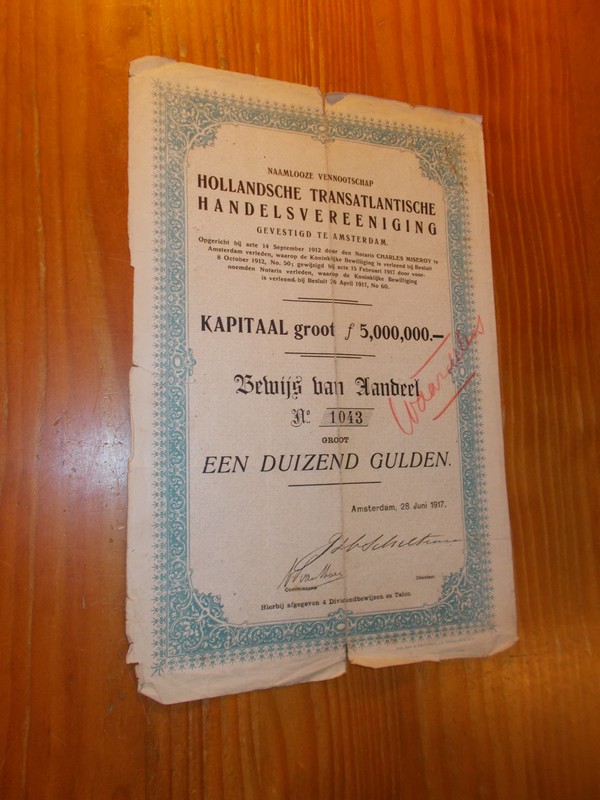 NAAMLOOZE VENNOOTSCHAP
HOLLANDSCHE TRANSATLANTISCHE
HANDELSVEREENIGING
GEVESTIGD TE AMSTERDAM.
Opgericht bij acte 14 September 1912 door den Notaris CHARLES MISEROY te
Amsterdam verleden, waarop de Koninklijke Bewilliging is verleend bij Besluit
8 October 1912, No. 50; gewijzigd bij acte 15 Februari 1917 door voor-
noemden Notaris verleden, waarop de Koninklijke Bewilliging
is verleend bij Besluit 26 April 1917, No 60.
KAPITAAL groot ƒ 5,000,000.—
Waardeloos
Bewijs van Aandeel
No 1043
GROOT
EEN DUIZEND GULDEN.
Amsterdam, 28 Juni 1917.
Commissaris Directeur
Hierbij afgegeven 4 Dividendbewijzen en Talon.